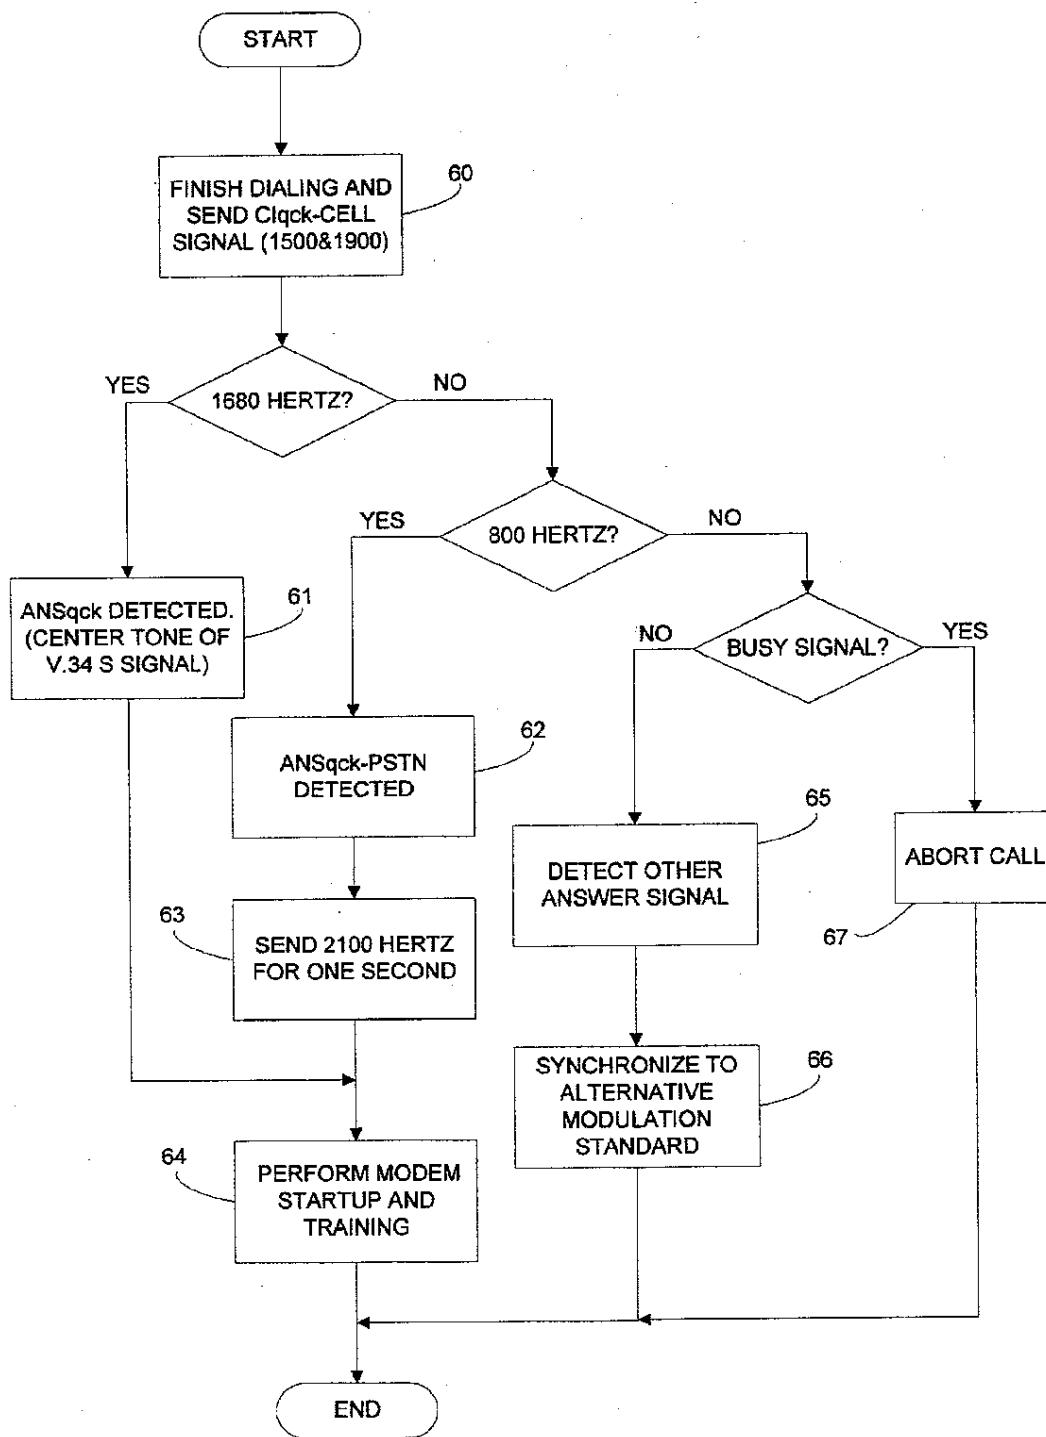 START
60
FINISH DIALING AND
SEND CIqck-CELL
SIGNAL (1500&1900)
YES
NO
1680 HERTZ?
YES
NO
800 HERTZ?
61
ANSqck DETECTED.
(CENTER TONE OF
V.34 S SIGNAL)
NO
YES
BUSY SIGNAL?
62
ANSqck-PSTN
DETECTED
65
DETECT OTHER
ANSWER SIGNAL
ABORT CALL
67
63
SEND 2100 HERTZ
FOR ONE SECOND
66
SYNCHRONIZE TO
ALTERNATIVE
MODULATION
STANDARD
64
PERFORM MODEM
STARTUP AND
TRAINING
END